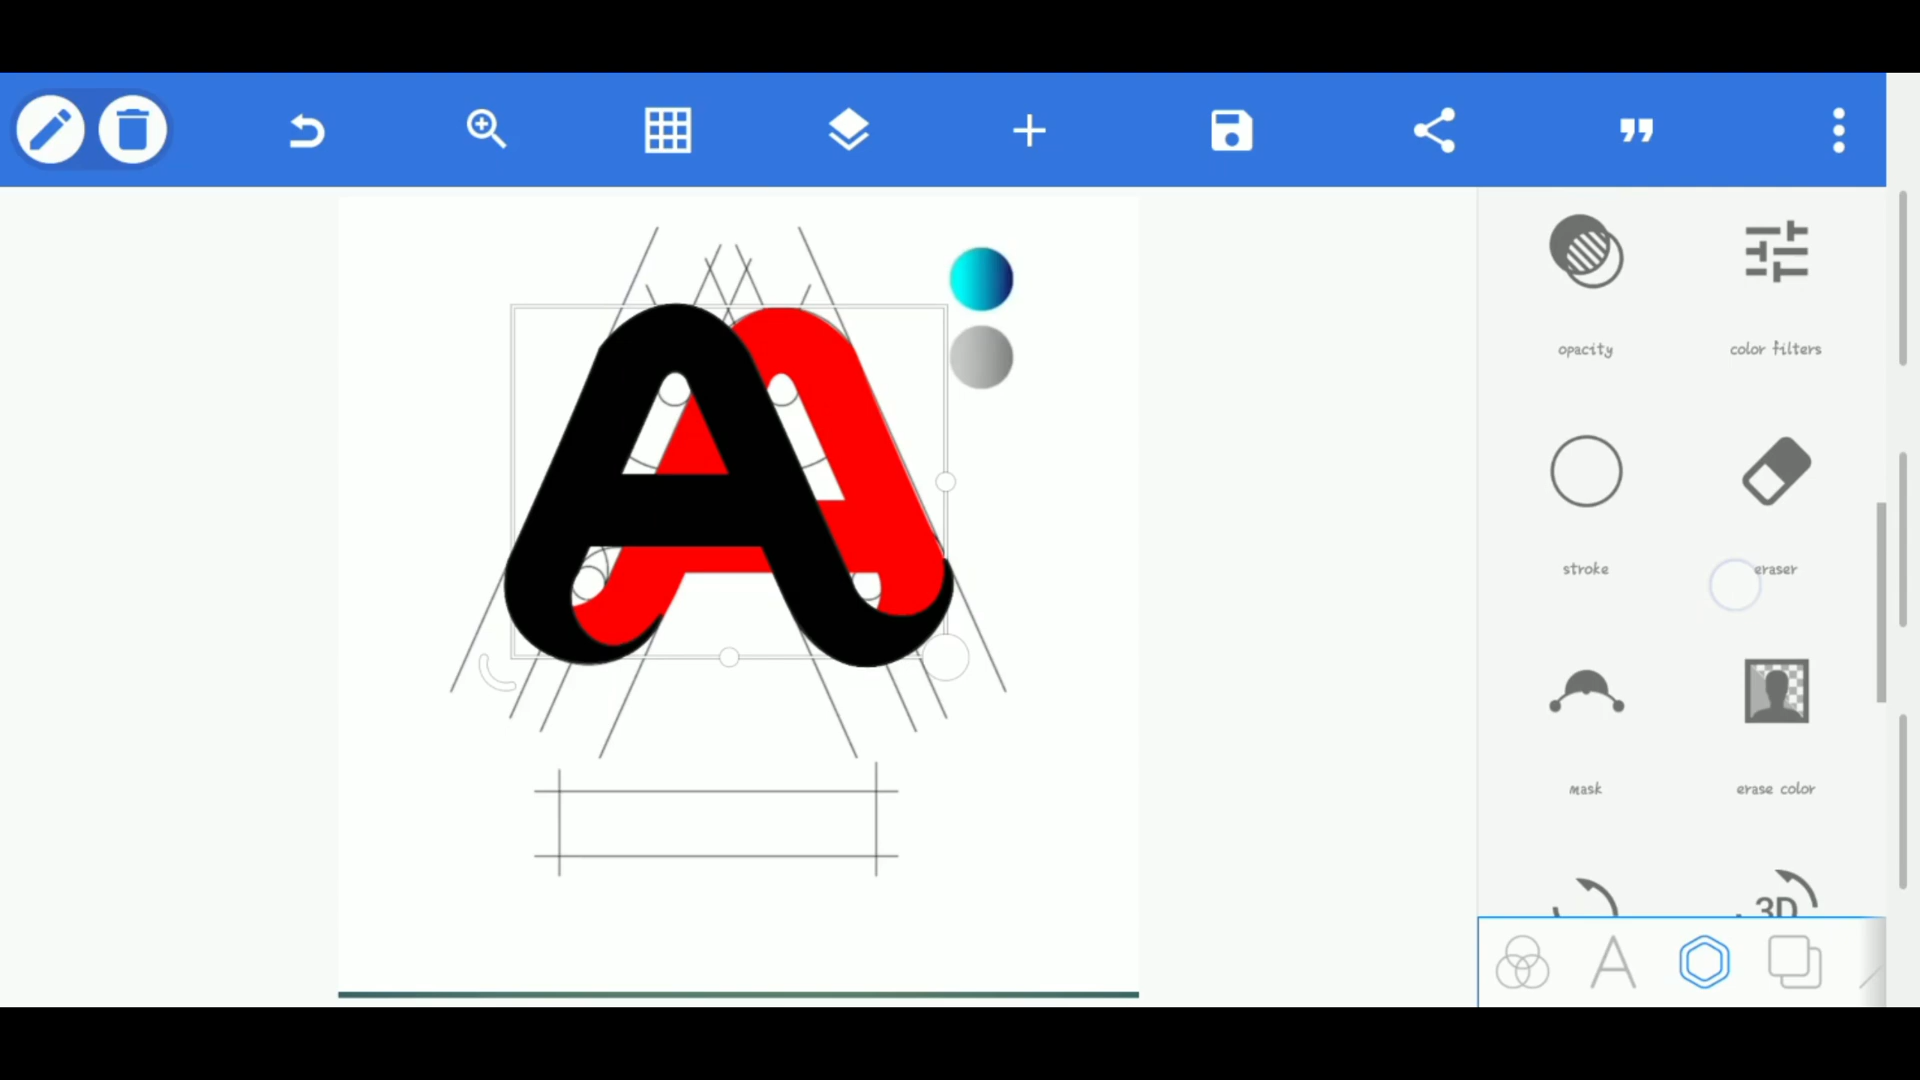 A A
opacity
color filters
stroke
eraser
mask
erase color
3D
A